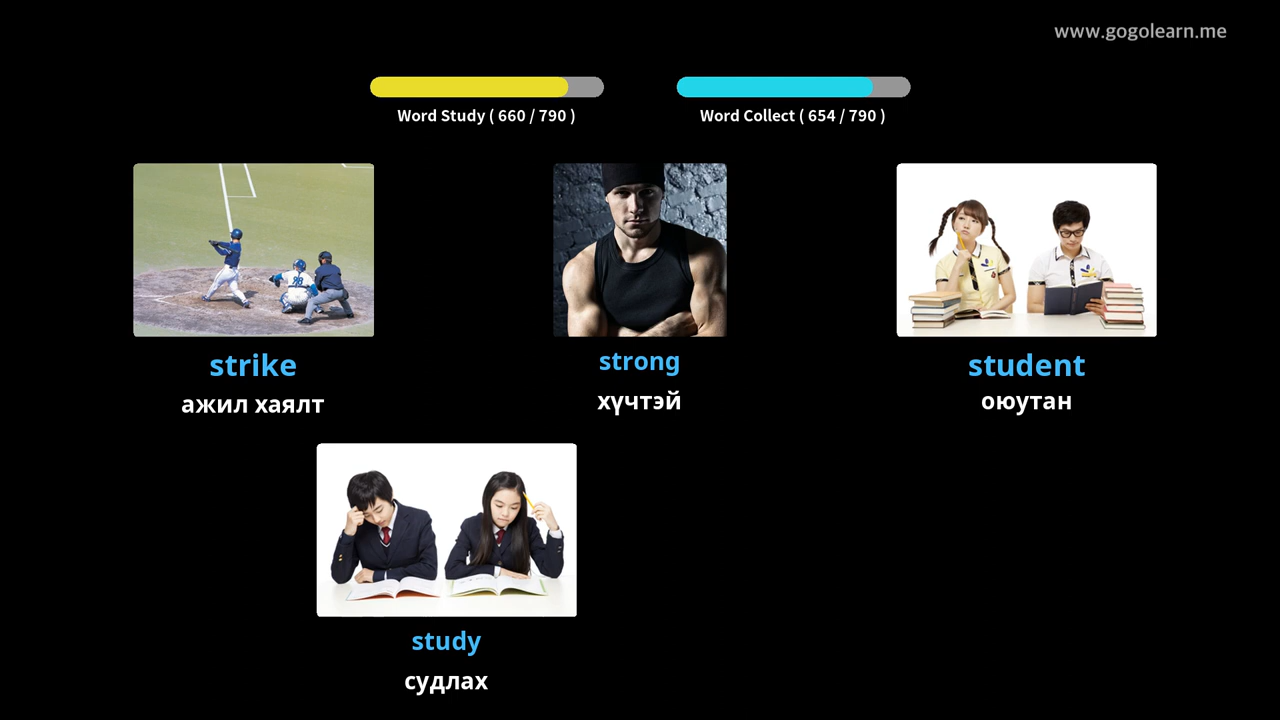 www.gogolearn.me
Word Study ( 660 / 790 )
Word Collect ( 654 / 790 )
strike
ажил хаялт
strong
хүчтэй
student
оюутан
study
судлах